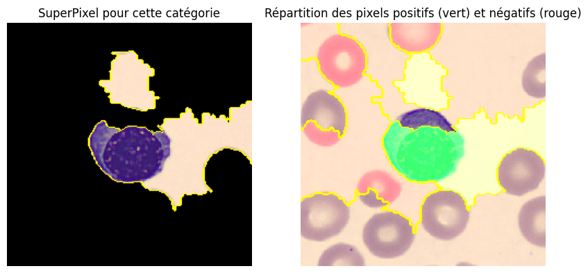 SuperPixel pour cette catégorie
Répartition des pixels positifs (vert) et négatifs (rouge)